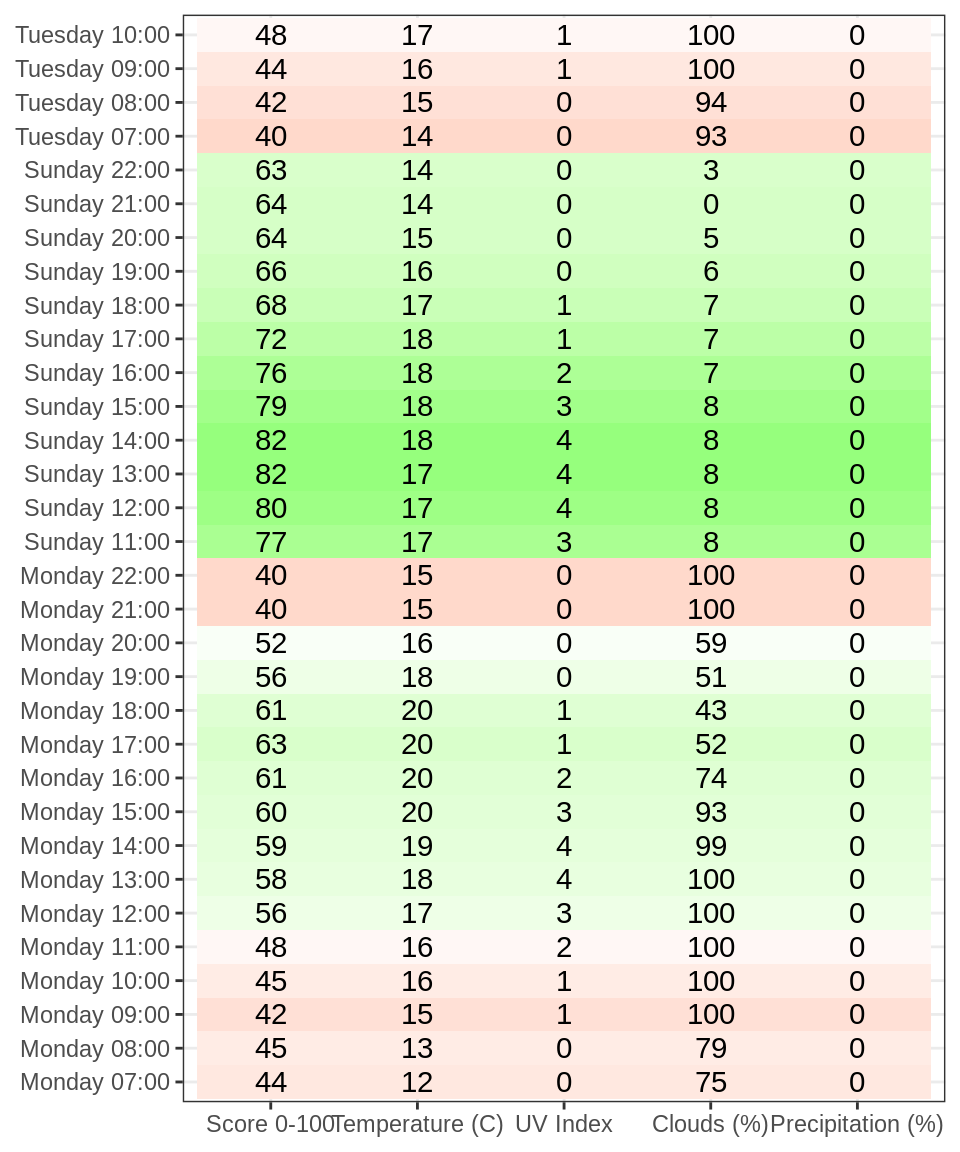 Tuesday 10:00 48 17 1 100 0
Tuesday 09:00 44 16 1 100 0
Tuesday 08:00 42 15 0 94 0
Tuesday 07:00 40 14 0 93 0
Sunday 22:00 63 14 0 3 0
Sunday 21:00 64 14 0 0 0
Sunday 20:00 64 15 0 5 0
Sunday 19:00 66 16 0 6 0
Sunday 18:00 68 17 1 7 0
Sunday 17:00 72 18 1 7 0
Sunday 16:00 76 18 2 7 0
Sunday 15:00 79 18 3 8 0
Sunday 14:00 82 18 4 8 0
Sunday 13:00 82 17 4 8 0
Sunday 12:00 80 17 4 8 0
Sunday 11:00 77 17 3 8 0
Monday 22:00 40 15 0 100 0
Monday 21:00 40 15 0 100 0
Monday 20:00 52 16 0 59 0
Monday 19:00 56 18 0 51 0
Monday 18:00 61 20 1 43 0
Monday 17:00 63 20 1 52 0
Monday 16:00 61 20 2 74 0
Monday 15:00 60 20 3 93 0
Monday 14:00 59 19 4 99 0
Monday 13:00 58 18 4 100 0
Monday 12:00 56 17 3 100 0
Monday 11:00 48 16 2 100 0
Monday 10:00 45 16 1 100 0
Monday 09:00 42 15 1 100 0
Monday 08:00 45 13 0 79 0
Monday 07:00 44 12 0 75 0
Score 0-100 Temperature (C) UV Index Clouds (%) Precipitation (%)